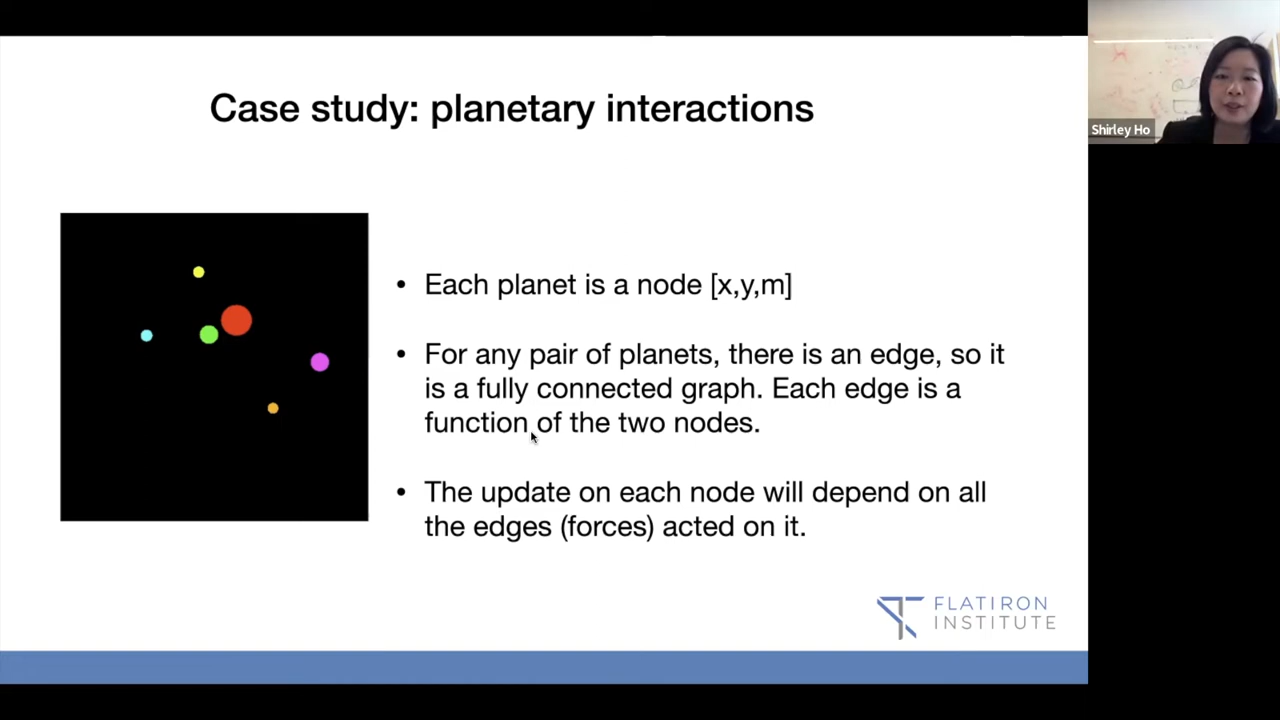 Case study: planetary interactions
Shirley Ho
• Each planet is a node [x,y,m]
• For any pair of planets, there is an edge, so it
is a fully connected graph. Each edge is a
function of the two nodes.
• The update on each node will depend on all
the edges (forces) acted on it.
FLATIRON
INSTITUTE